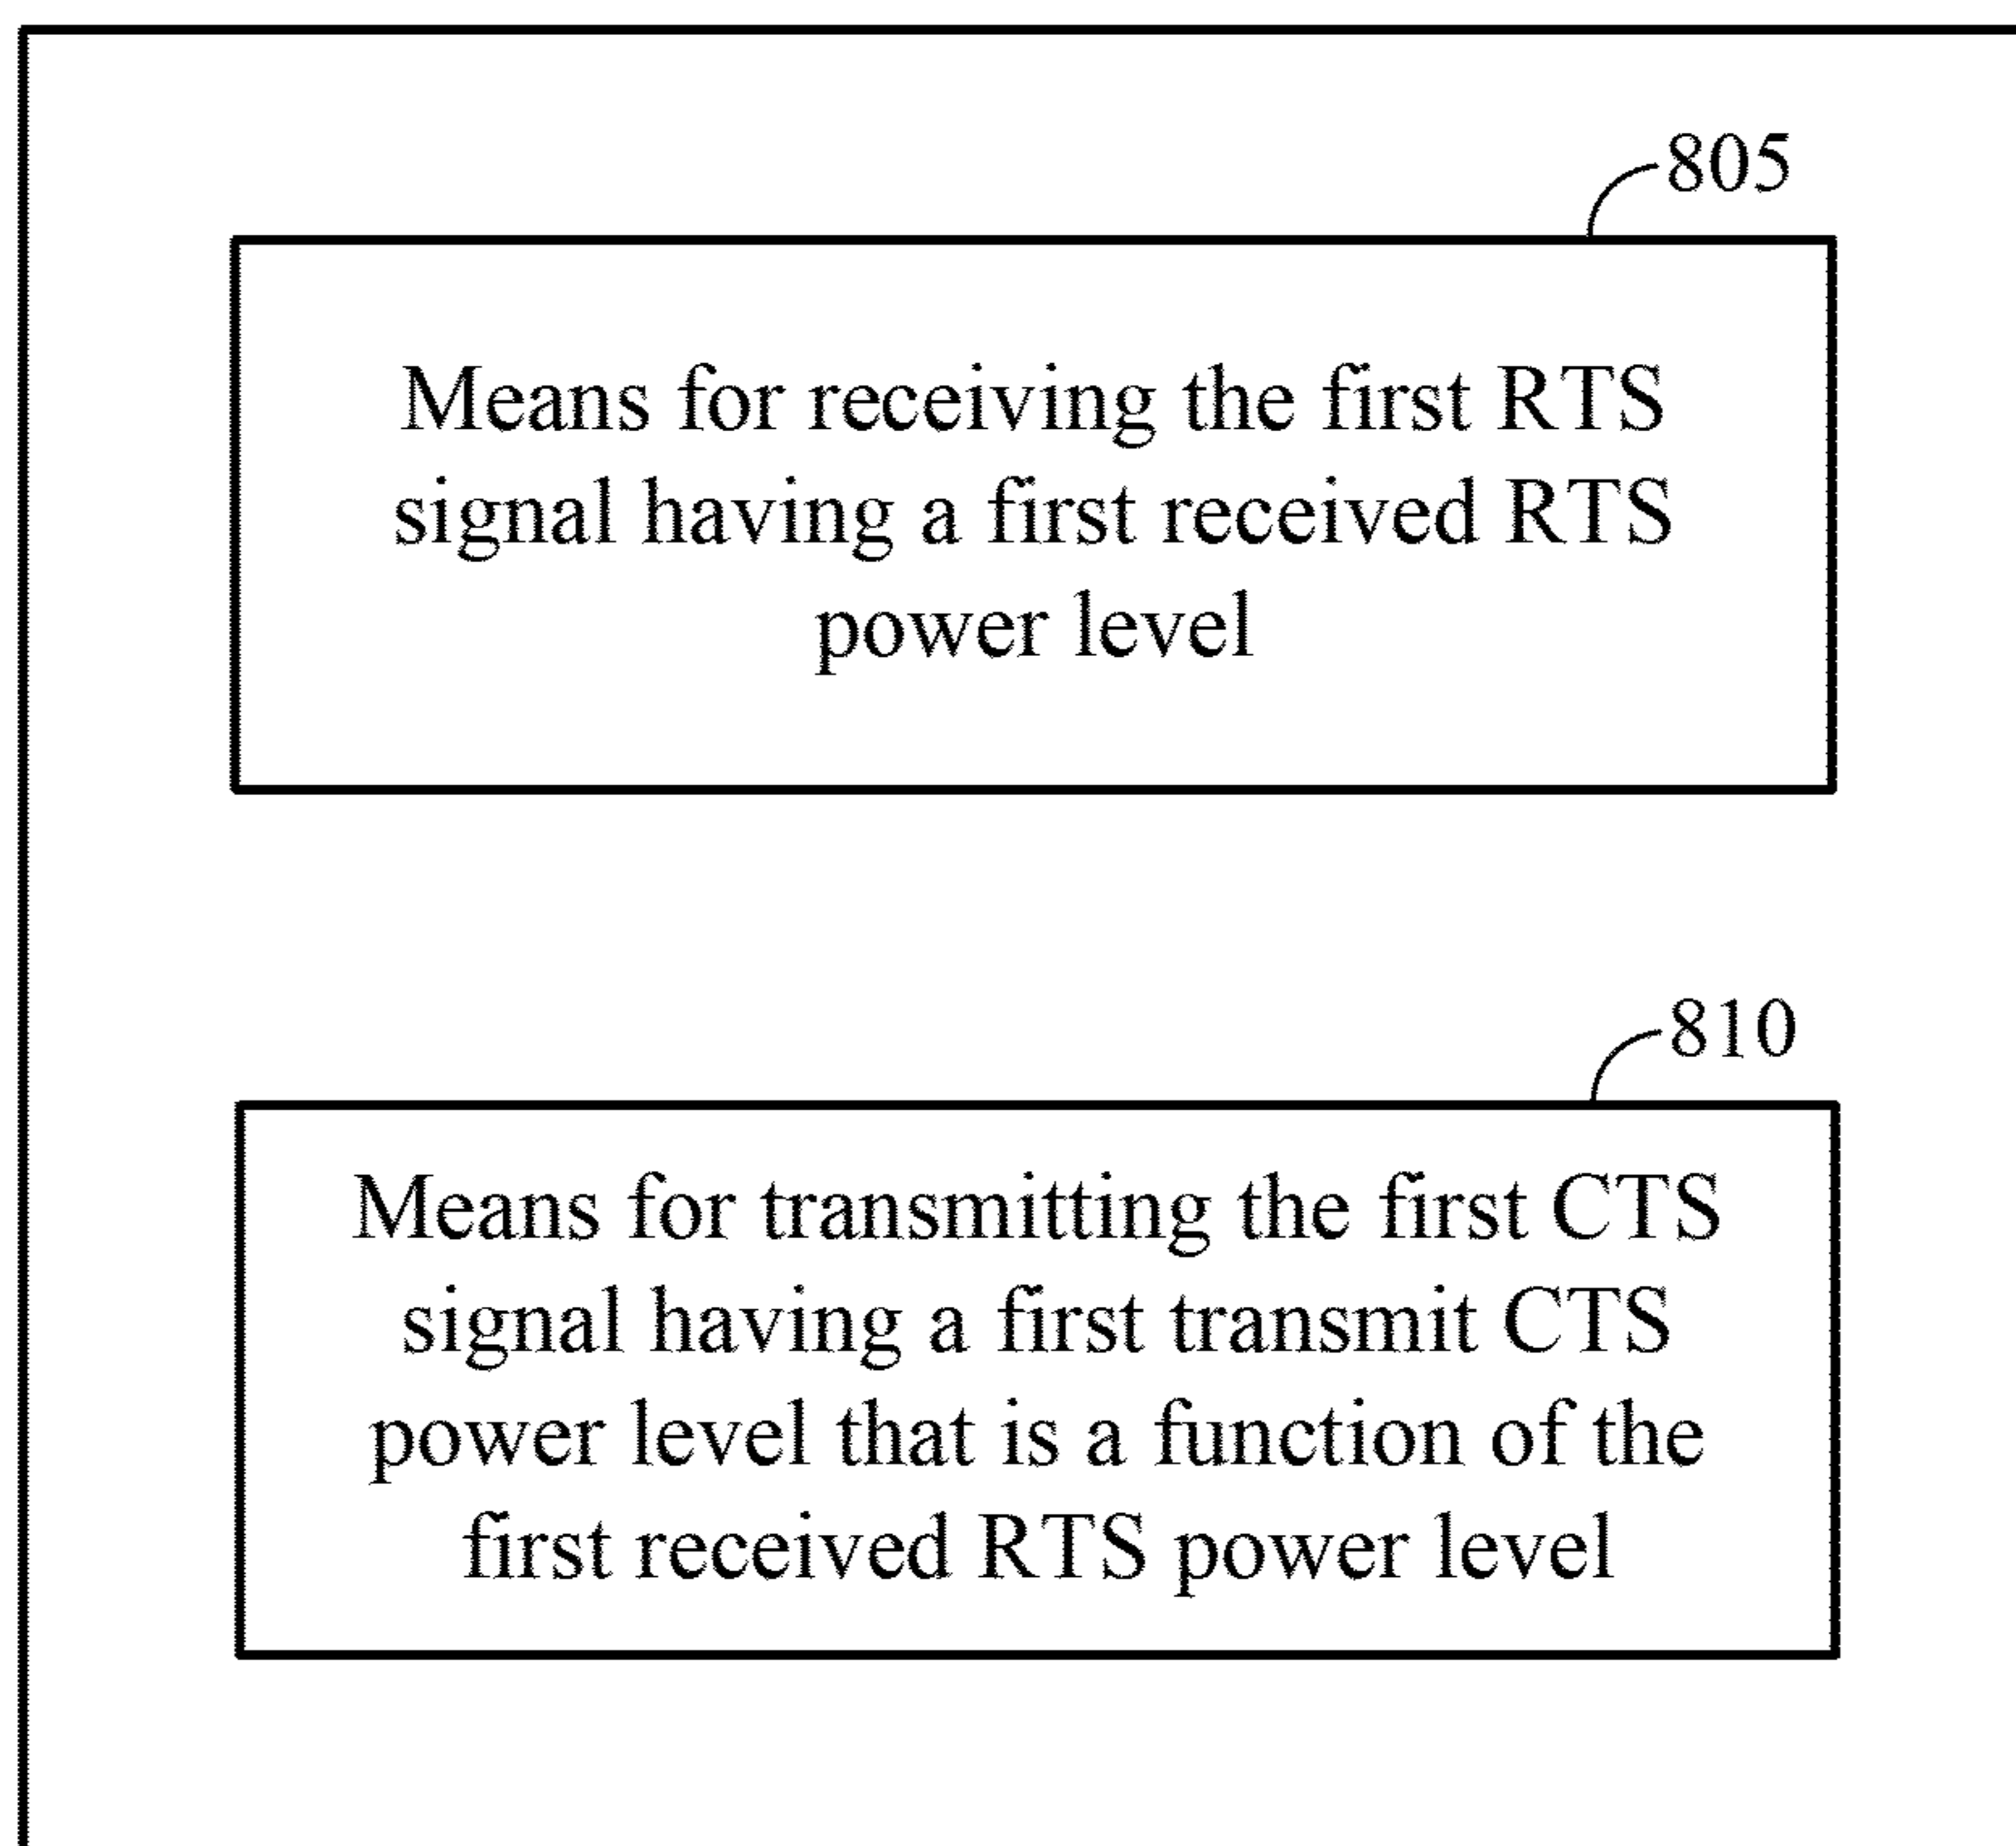 805
Means for receiving the first RTS
signal having a first received RTS
power level
810
Means for transmitting the first CTS
signal having a first transmit CTS
power level that is a function of the
first received RTS power level